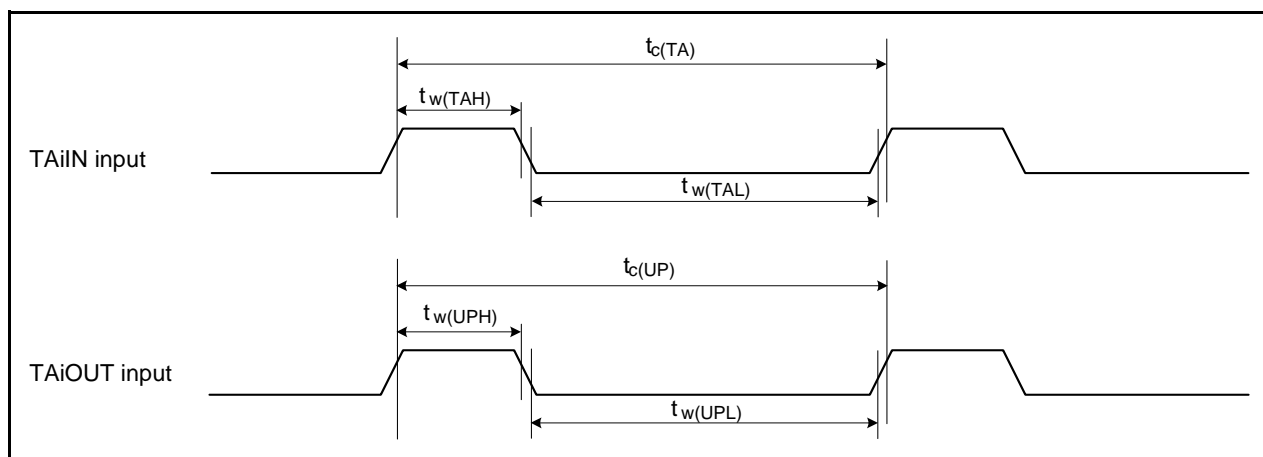 tc(TA)
tw(TAH)
TAiIN input
tw(TAL)
tc(UP)
tw(UPH)
TAiOUT input
tw(UPL)